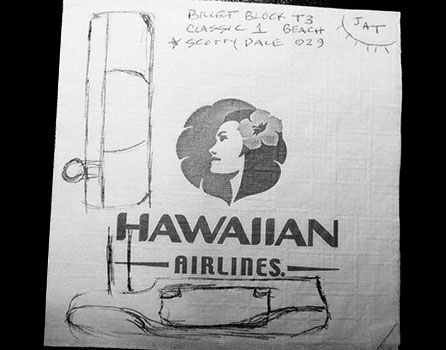 BILLET BLOCK T3
CLASSIC 1 BEACH
* SCOTTY DALE 029
JAT
HAWAIIAN
AIRLINES.